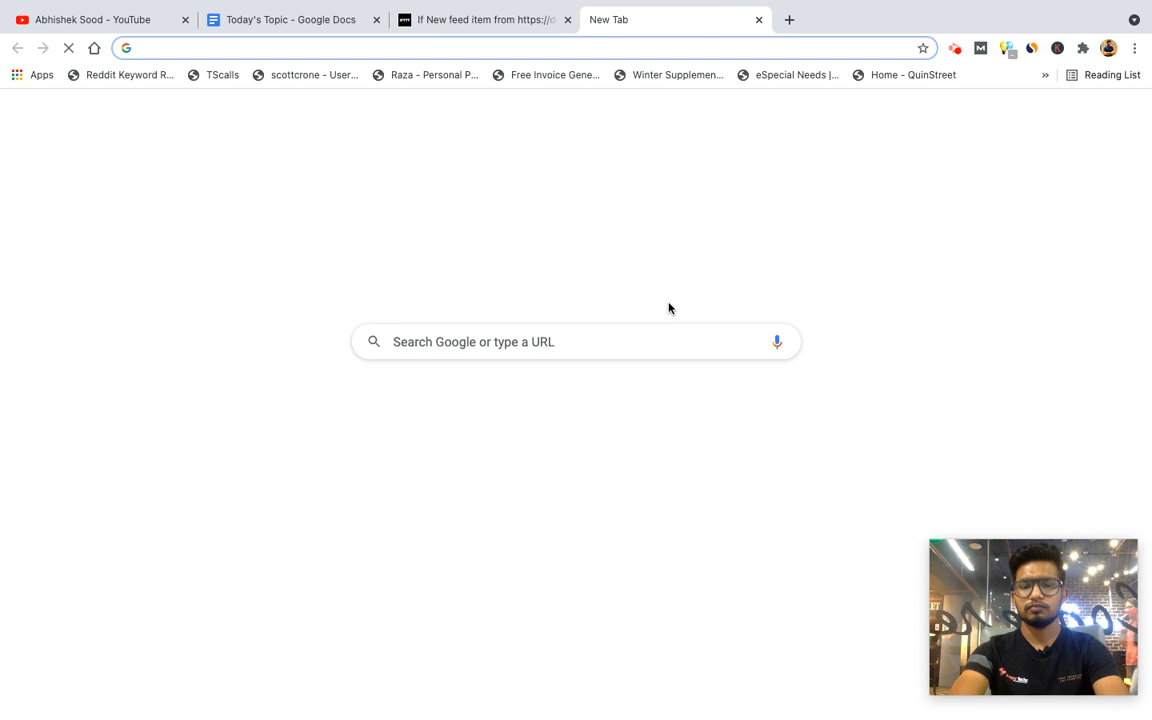 Abhishek Sood - YouTube
Today's Topic - Google Docs
If New feed item from https://d
New Tab
Apps
Reddit Keyword R...
TScalls
scottcrone - User...
Raza - Personal P...
Free Invoice Gene...
Winter Supplemen...
eSpecial Needs |...
Home - QuinStreet
»
Reading List
Search Google or type a URL